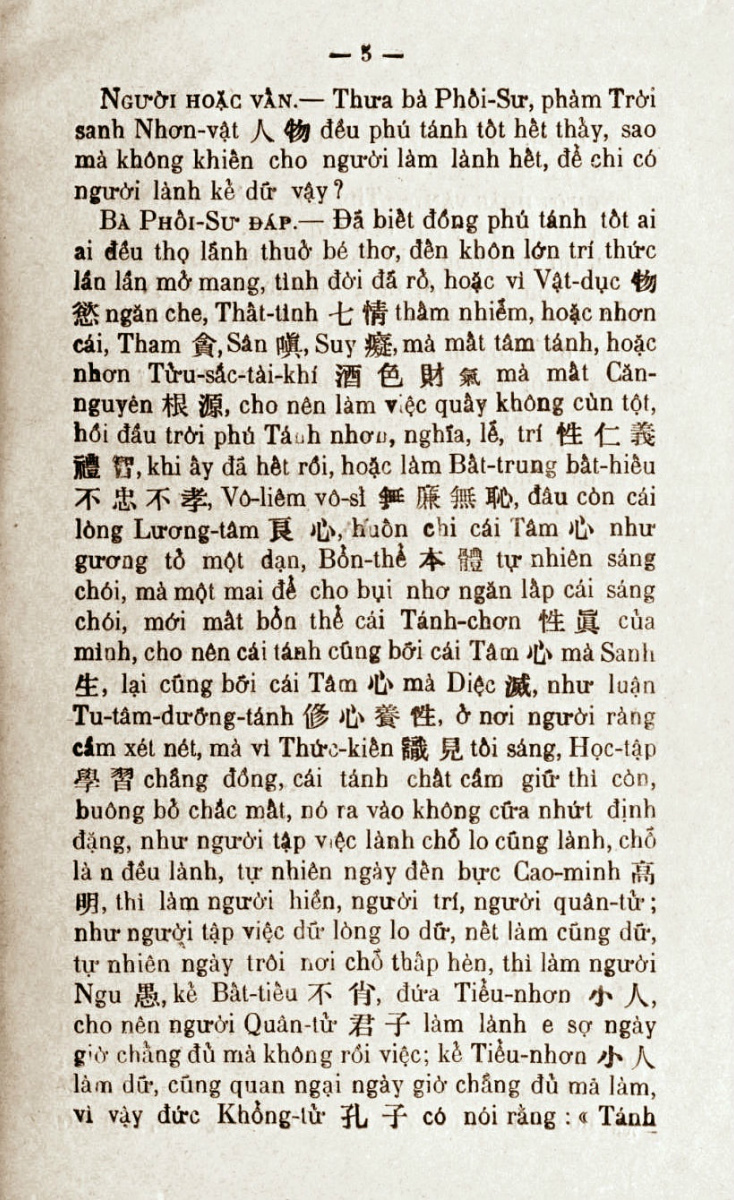 — 5 —
NGƯỜI HOẶC VẤN.— Thưa bà Phối-Sư, phàm Trời
sanh Nhơn-vật 人 物 đều phú tánh tốt hết thảy, sao
mà không khiến cho người làm lành hết, để chi có
người lành kẻ dữ vậy ?
BÀ PHỐI-SƯ ĐÁP.— Đã biết đồng phú tánh tốt ai
ai đều thọ lãnh thuở bé thơ, đến khôn lớn trí thức
lần lần mở mang, tình đời đã rỏ, hoặc vì Vật-dục 物
慾 ngăn che, Thất-tình 七 情 thâm nhiểm, hoặc nhơn
cái, Tham 貪, Sân 嗔, Suy 癡, mà mất tâm tánh, hoặc
nhơn Tửu-sắc-tài-khí 酒 色 財 氣 mà mất Căn-
nguyên 根 源, cho nên làm việc quấy không cùn tột,
hồi đầu trời phú Tánh nhơn, nghĩa, lể, trí 性 仁 義
禮 智, khi ấy đã hết rồi, hoặc làm Bất-trung bất-hiếu
不 忠 不 孝, Vô-liêm vô-sỉ 無 廉 無 恥, đâu còn cái
lòng Lương-tâm 良 心, huốn chi cái Tâm 心 như
gương tỏ một dạn, Bổn-thể 本 體 tự nhiên sáng
chói, mà một mai để cho bụi nhơ ngăn lấp cái sáng
chói, mới mất bổn thể cái Tánh-chơn 性 眞 của
mình, cho nên cái tánh cũng bởi cái Tâm 心 mà Sanh
生, lại cũng bởi cái Tâm 心 mà Diệc 滅, như luận
Tu-tâm-dưỡng-tánh 修 心 養 性, ở nơi người ràng
cầm xét nét, mà vì Thức-kiến 識 見 tối sáng, Học-tập
學 習 chẳng đồng, cái tánh chất cầm giữ thì còn,
buông bỏ chắc mất, nó ra vào không cữa nhứt định
đặng, như người tập việc lành chổ lo cũng lành, chổ
là n đều lành, tự nhiên ngày đến bực Cao-minh 高
明, thì làm người hiền, người trí, người quân-tử ;
như người tập việc dữ lòng lo dữ, nết làm cũng dữ,
tự nhiên ngày trôi nơi chổ thấp hèn, thì làm người
Ngu 愚, kẻ Bất-tiếu 不 肖, đứa Tiểu-nhơn 小 人,
cho nên người Quân-tử 君 子 làm lành e sợ ngày
giờ chẳng đủ mà không rồi việc; kẻ Tiểu-nhơn 小 人
làm dữ, cũng quan ngại ngày giờ chẳng đủ mà làm,
vì vậy đức Khổng-tử 孔 子 có nói rằng : « Tánh